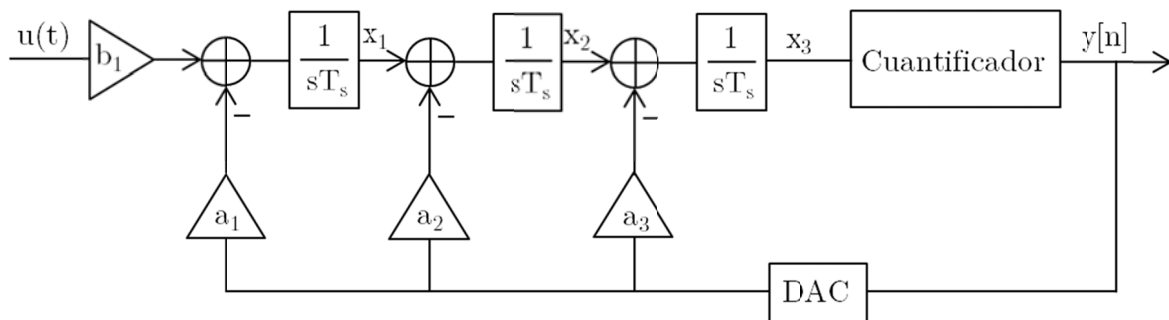 u(t)
b₁
−
1
sTₛ
x₁
−
1
sTₛ
x₂
−
1
sTₛ
x₃
Cuantificador
y[n]
a₁
a₂
a₃
DAC